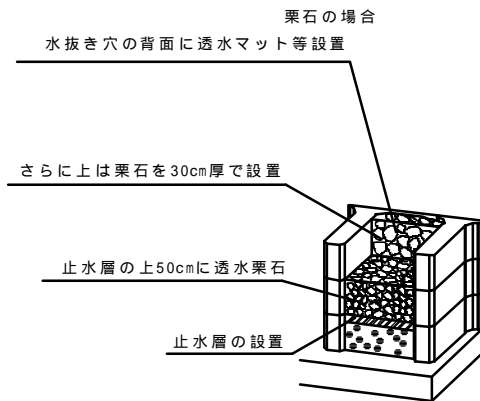 栗石の場合
水抜き穴の背面に透水マット等設置
さらに上は栗石を30cm厚で設置
止水層の上50cmに透水栗石
止水層の設置